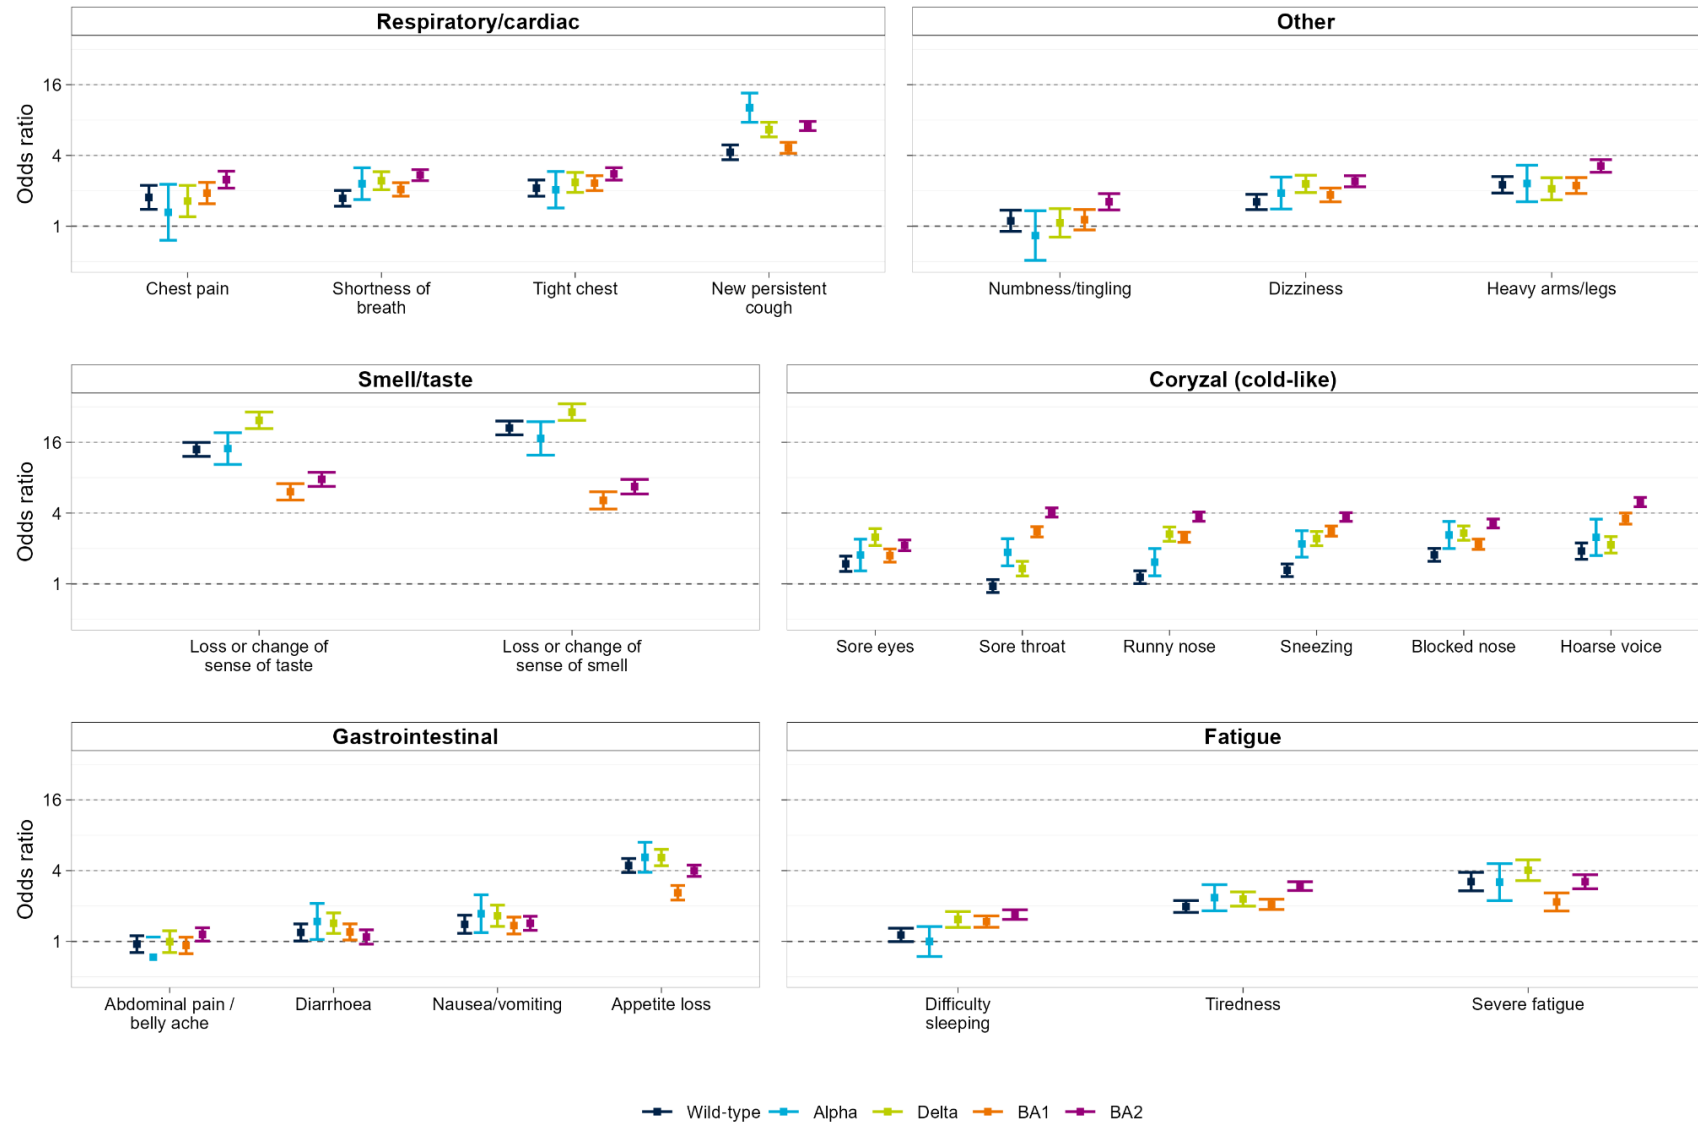 Respiratory/cardiac
Other
Odds ratio
16
4
1
Chest pain
Shortness of
breath
Tight chest
New persistent
cough
Numbness/tingling
Dizziness
Heavy arms/legs
Smell/taste
Coryzal (cold-like)
Odds ratio
16
4
1
Loss or change of
sense of taste
Loss or change of
sense of smell
Sore eyes
Sore throat
Runny nose
Sneezing
Blocked nose
Hoarse voice
Gastrointestinal
Fatigue
Odds ratio
16
4
1
Abdominal pain /
belly ache
Diarrhoea
Nausea/vomiting
Appetite loss
Difficulty
sleeping
Tiredness
Severe fatigue
Wild-type
Alpha
Delta
BA1
BA2